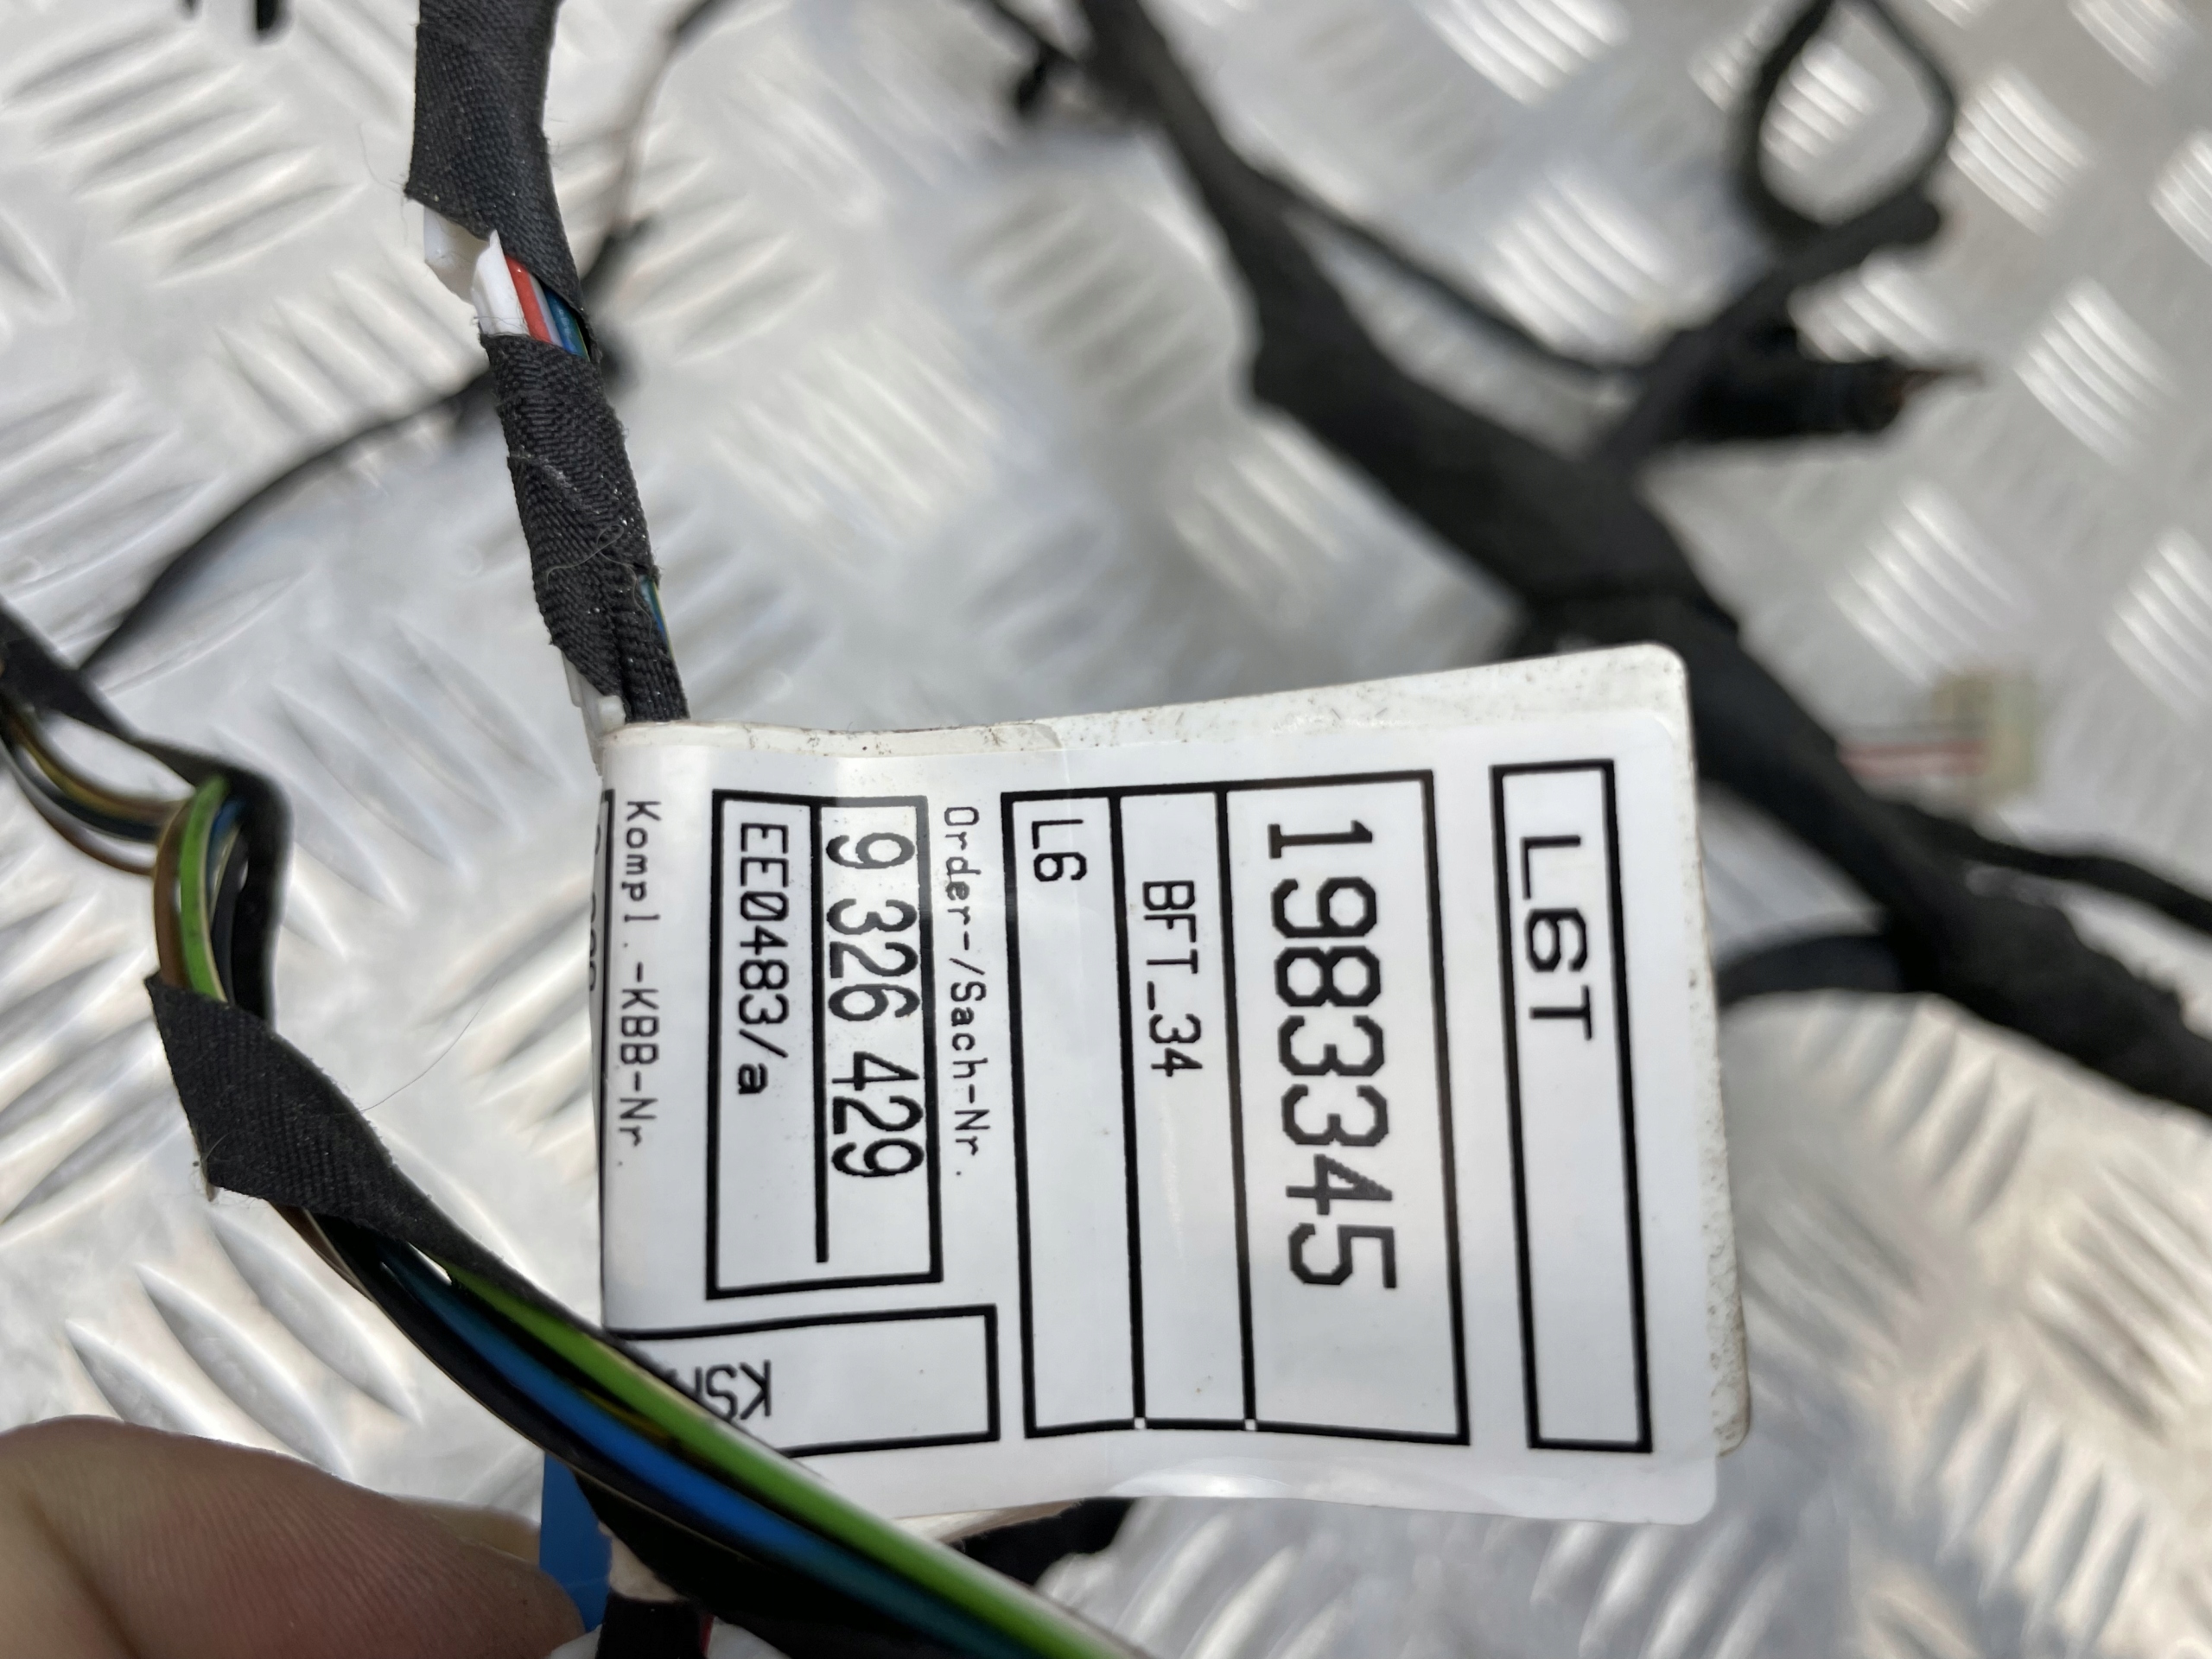 L6T
1983345
BFT_34
L6
Order-/Sach-Nr.
9 326 429
EE0483/a
Kompl.-KBB-Nr.